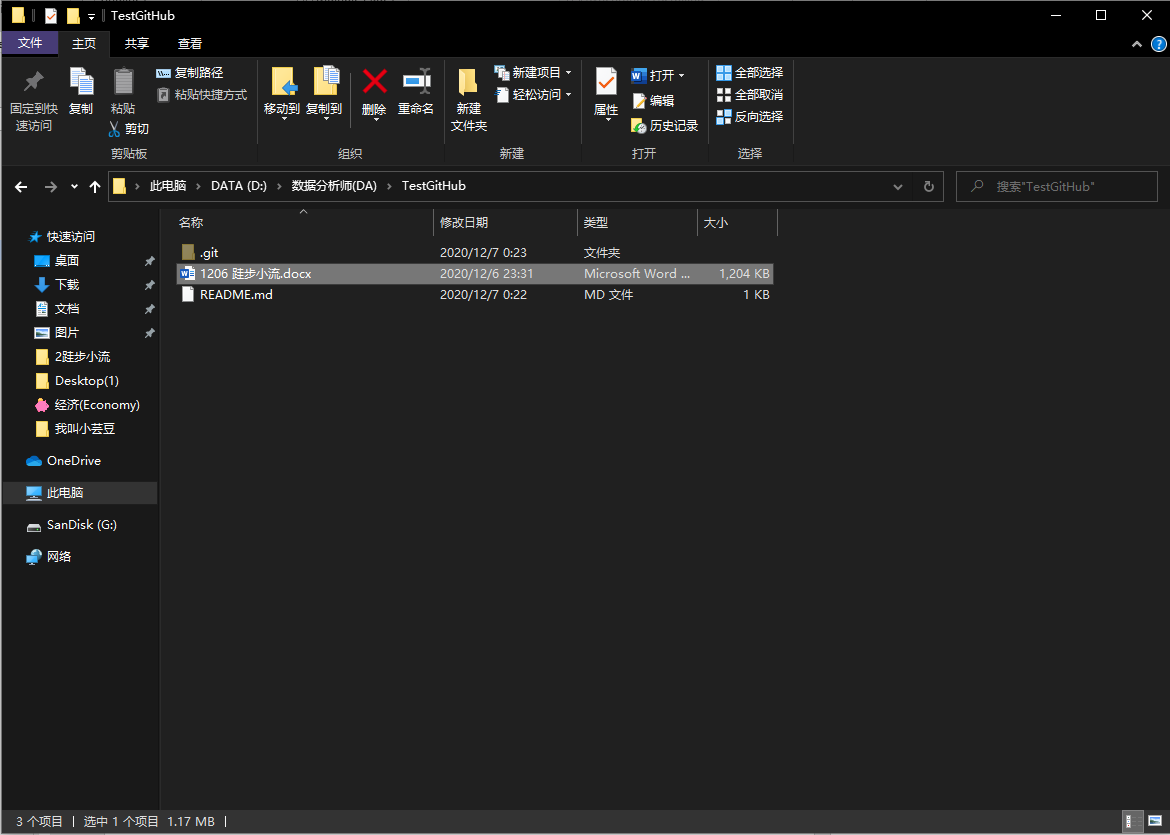 TestGitHub
文件 主页 共享 查看
固定到快速访问 复制 粘贴 复制路径 粘贴快捷方式 剪切
移动到 复制到 删除 重命名
新建文件夹 新建项目 轻松访问
属性 打开 编辑 历史记录
全部选择 全部取消 反向选择
剪贴板 组织 新建 打开 选择
此电脑 › DATA (D:) › 数据分析师(DA) › TestGitHub
搜索"TestGitHub"
名称 修改日期 类型 大小
.git 2020/12/7 0:23 文件夹
1206 跬步小流.docx 2020/12/6 23:31 Microsoft Word ... 1,204 KB
README.md 2020/12/7 0:22 MD 文件 1 KB
快速访问
桌面
下载
文档
图片
2跬步小流
Desktop(1)
经济(Economy)
我叫小芸豆
OneDrive
此电脑
SanDisk (G:)
网络
3 个项目 选中 1 个项目 1.17 MB